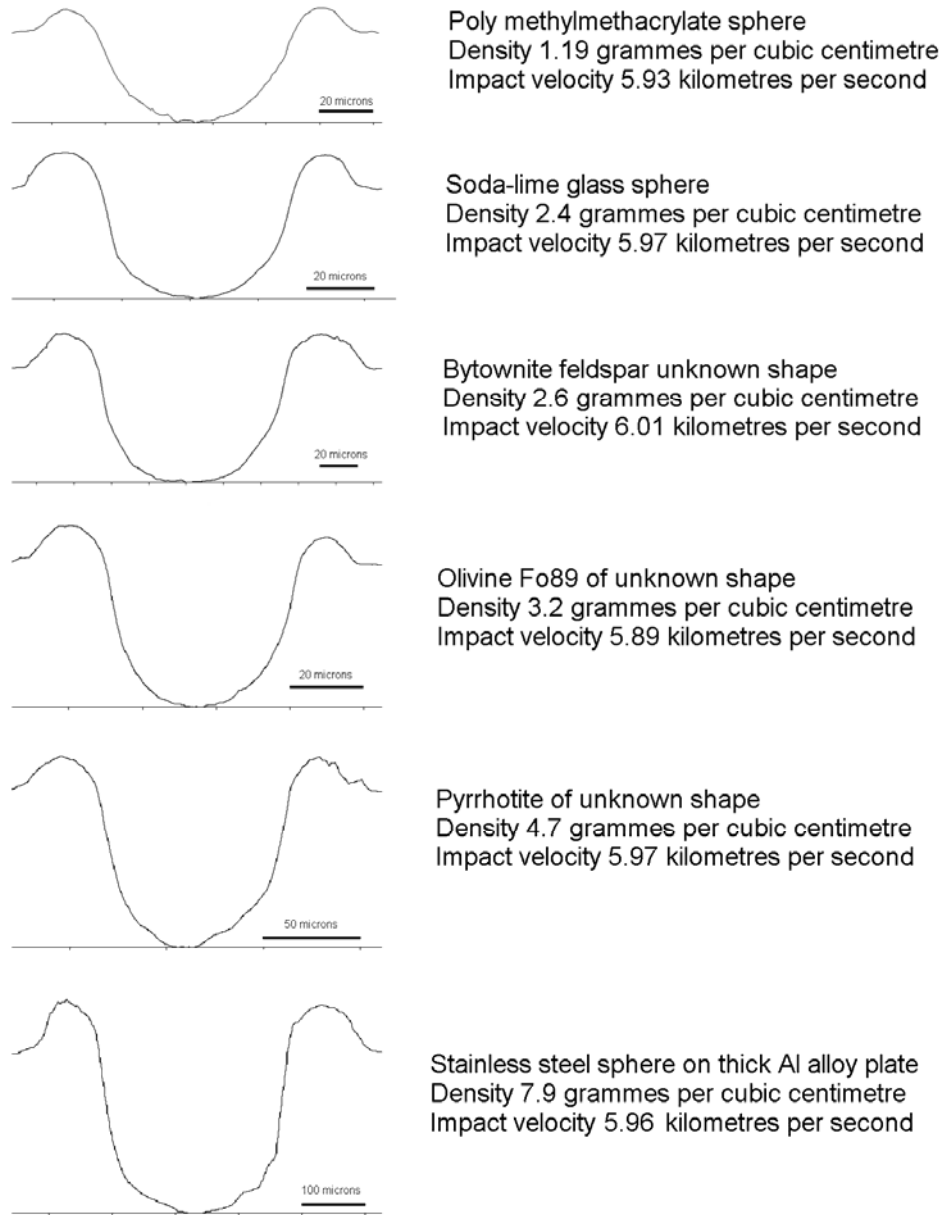 Poly methylmethacrylate sphere
Density 1.19 grammes per cubic centimetre
Impact velocity 5.93 kilometres per second
20 microns
Soda-lime glass sphere
Density 2.4 grammes per cubic centimetre
Impact velocity 5.97 kilometres per second
20 microns
Bytownite feldspar unknown shape
Density 2.6 grammes per cubic centimetre
Impact velocity 6.01 kilometres per second
20 microns
Olivine Fo89 of unknown shape
Density 3.2 grammes per cubic centimetre
Impact velocity 5.89 kilometres per second
20 microns
Pyrrhotite of unknown shape
Density 4.7 grammes per cubic centimetre
Impact velocity 5.97 kilometres per second
50 microns
Stainless steel sphere on thick Al alloy plate
Density 7.9 grammes per cubic centimetre
Impact velocity 5.96 kilometres per second
100 microns